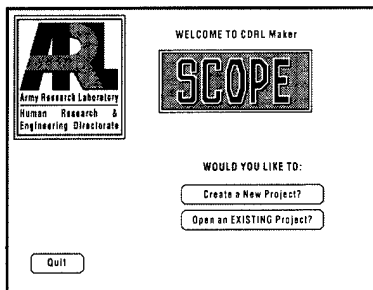 ARL
Army Research Laboratory
Human Research &
Engineering Directorate
WELCOME TO CDRL Maker
SCOPE
WOULD YOU LIKE TO:
Create a New Project?
Open an EXISTING Project?
Quit